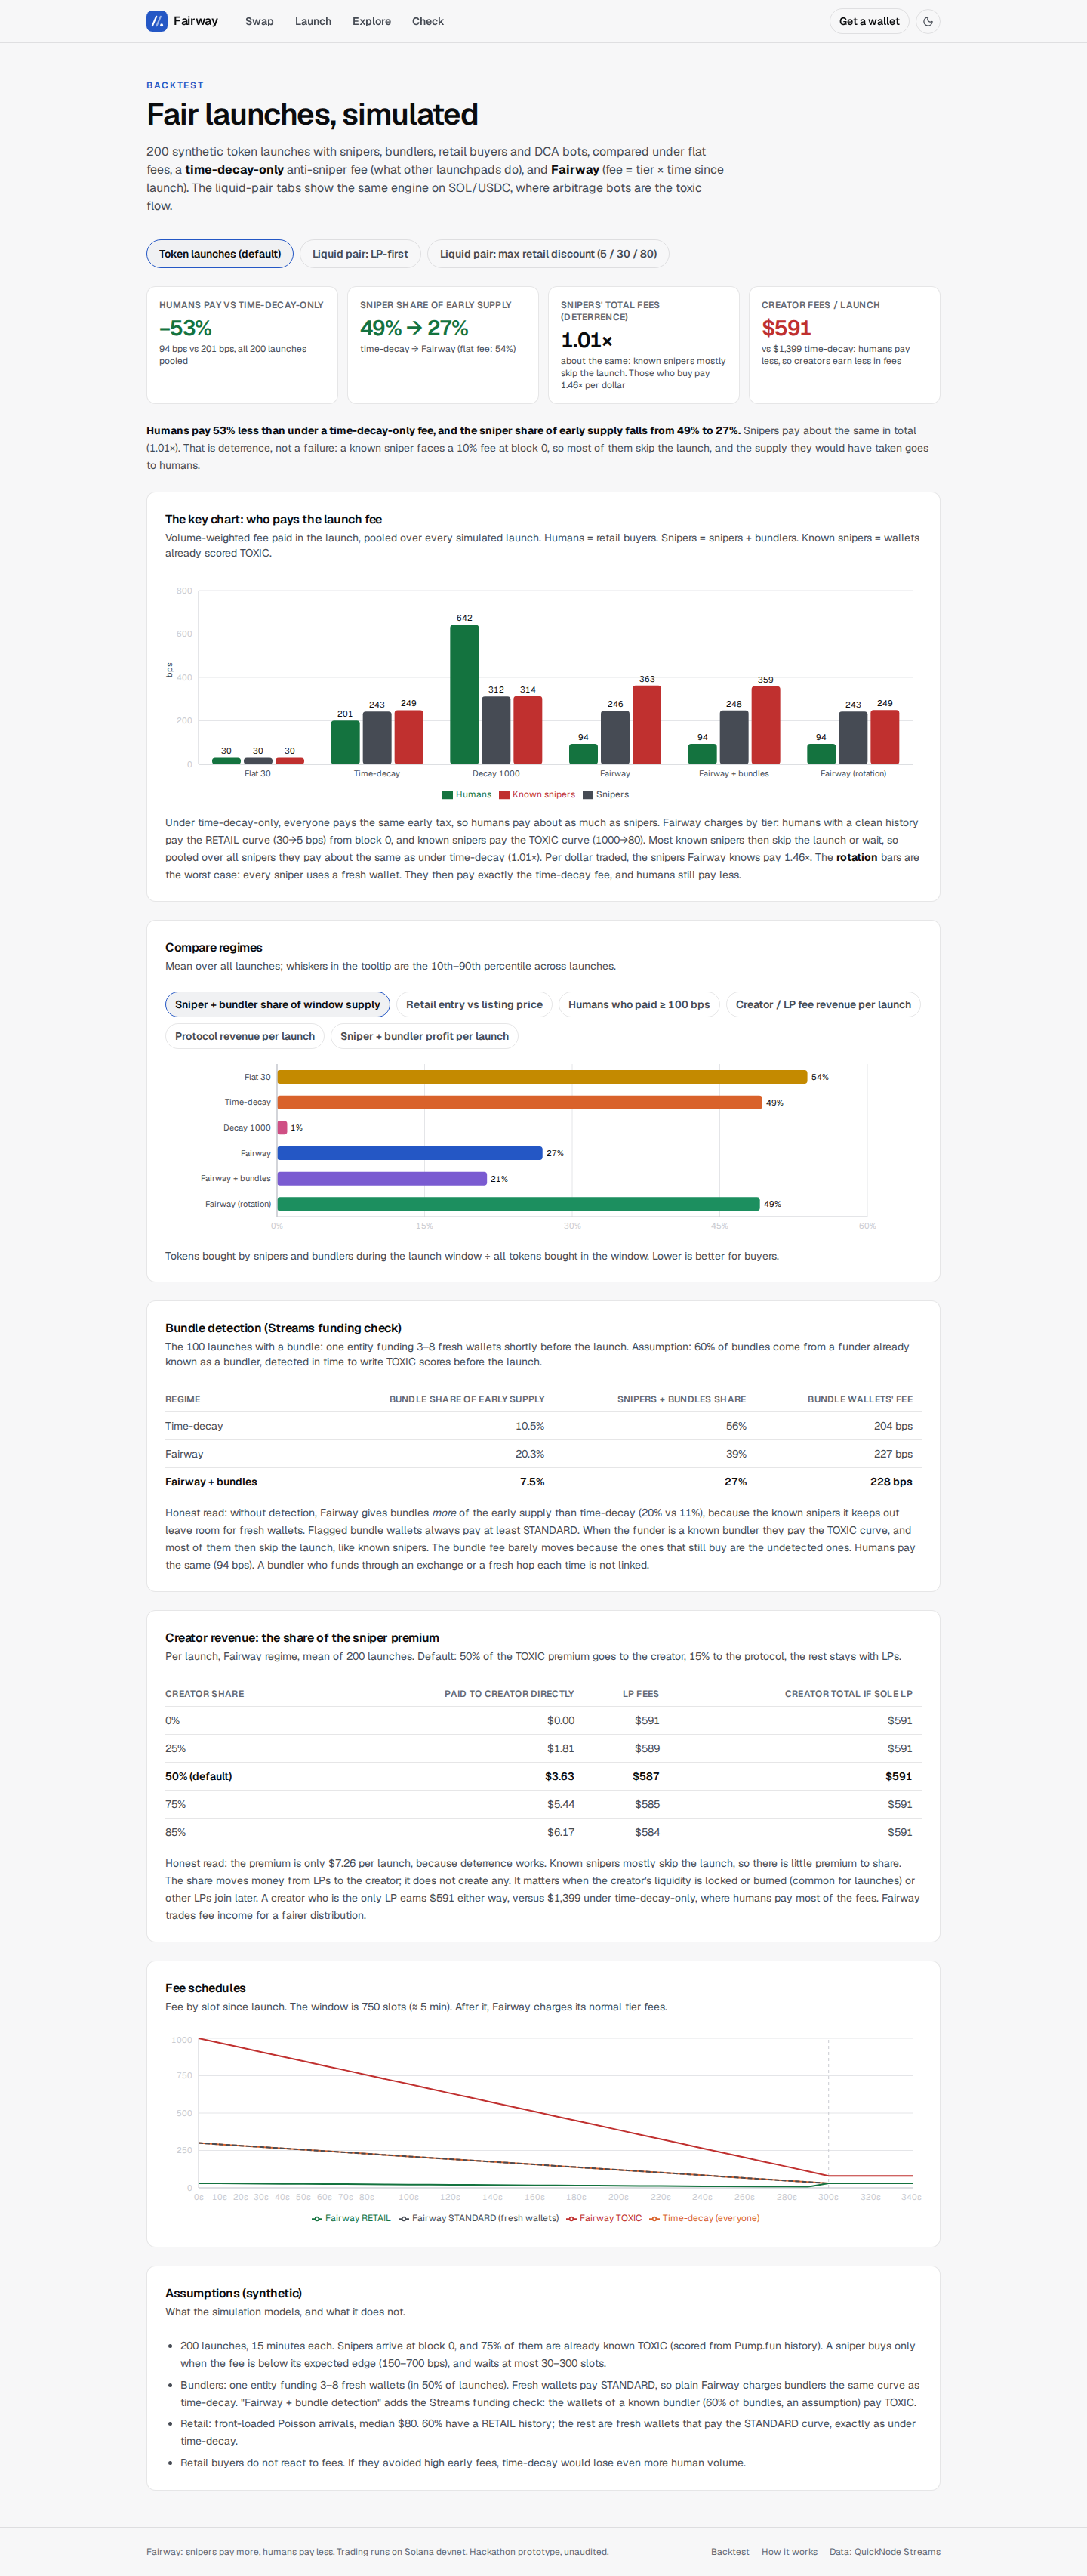 Fairway
Swap
Launch
Explore
Check
Get a wallet
BACKTEST
Fair launches, simulated
200 synthetic token launches with snipers, bundlers, retail buyers and DCA bots, compared under flat
fees, a time-decay-only anti-sniper fee (what other launchpads do), and Fairway (fee = tier × time since
launch). The liquid-pair tabs show the same engine on SOL/USDC, where arbitrage bots are the toxic
flow.
Token launches (default)
Liquid pair: LP-first
Liquid pair: max retail discount (5 / 30 / 80)
HUMANS PAY VS TIME-DECAY-ONLY
−53%
94 bps vs 201 bps, all 200 launches
pooled
SNIPER SHARE OF EARLY SUPPLY
49% → 27%
time-decay → Fairway (flat fee: 54%)
SNIPERS' TOTAL FEES
(DETERRENCE)
1.01×
about the same: known snipers mostly
skip the launch. Those who buy pay
1.46× per dollar
CREATOR FEES / LAUNCH
$591
vs $1,399 time-decay: humans pay
less, so creators earn less in fees
Humans pay 53% less than under a time-decay-only fee, and the sniper share of early supply falls from 49% to 27%. Snipers pay about the same in total
(1.01×). That is deterrence, not a failure: a known sniper faces a 10% fee at block 0, so most of them skip the launch, and the supply they would have taken goes
to humans.
The key chart: who pays the launch fee
Volume-weighted fee paid in the launch, pooled over every simulated launch. Humans = retail buyers. Snipers = snipers + bundlers. Known snipers = wallets
already scored TOXIC.
800
600
400
200
0
bps
30 30 30
201 243 249
642 312 314
94 246 363
94 248 359
94 243 249
Flat 30
Time-decay
Decay 1000
Fairway
Fairway + bundles
Fairway (rotation)
Humans
Known snipers
Snipers
Under time-decay-only, everyone pays the same early tax, so humans pay about as much as snipers. Fairway charges by tier: humans with a clean history
pay the RETAIL curve (30→5 bps) from block 0, and known snipers pay the TOXIC curve (1000→80). Most known snipers then skip the launch or wait, so
pooled over all snipers they pay about the same as under time-decay (1.01×). Per dollar traded, the snipers Fairway knows pay 1.46×. The rotation bars are
the worst case: every sniper uses a fresh wallet. They then pay exactly the time-decay fee, and humans still pay less.
Compare regimes
Mean over all launches; whiskers in the tooltip are the 10th–90th percentile across launches.
Sniper + bundler share of window supply
Retail entry vs listing price
Humans who paid ≥ 100 bps
Creator / LP fee revenue per launch
Protocol revenue per launch
Sniper + bundler profit per launch
Flat 30 54%
Time-decay 49%
Decay 1000 1%
Fairway 27%
Fairway + bundles 21%
Fairway (rotation) 49%
0% 15% 30% 45% 60%
Tokens bought by snipers and bundlers during the launch window ÷ all tokens bought in the window. Lower is better for buyers.
Bundle detection (Streams funding check)
The 100 launches with a bundle: one entity funding 3–8 fresh wallets shortly before the launch. Assumption: 60% of bundles come from a funder already
known as a bundler, detected in time to write TOXIC scores before the launch.
REGIME BUNDLE SHARE OF EARLY SUPPLY SNIPERS + BUNDLES SHARE BUNDLE WALLETS' FEE
Time-decay 10.5% 56% 204 bps
Fairway 20.3% 39% 227 bps
Fairway + bundles 7.5% 27% 228 bps
Honest read: without detection, Fairway gives bundles more of the early supply than time-decay (20% vs 11%), because the known snipers it keeps out
leave room for fresh wallets. Flagged bundle wallets always pay at least STANDARD. When the funder is a known bundler they pay the TOXIC curve, and
most of them then skip the launch, like known snipers. The bundle fee barely moves because the ones that still buy are the undetected ones. Humans pay
the same (94 bps). A bundler who funds through an exchange or a fresh hop each time is not linked.
Creator revenue: the share of the sniper premium
Per launch, Fairway regime, mean of 200 launches. Default: 50% of the TOXIC premium goes to the creator, 15% to the protocol, the rest stays with LPs.
CREATOR SHARE PAID TO CREATOR DIRECTLY LP FEES CREATOR TOTAL IF SOLE LP
0% $0.00 $591 $591
25% $1.81 $589 $591
50% (default) $3.63 $587 $591
75% $5.44 $585 $591
85% $6.17 $584 $591
Honest read: the premium is only $7.26 per launch, because deterrence works. Known snipers mostly skip the launch, so there is little premium to share.
The share moves money from LPs to the creator; it does not create any. It matters when the creator's liquidity is locked or burned (common for launches) or
other LPs join later. A creator who is the only LP earns $591 either way, versus $1,399 under time-decay-only, where humans pay most of the fees. Fairway
trades fee income for a fairer distribution.
Fee schedules
Fee by slot since launch. The window is 750 slots (≈ 5 min). After it, Fairway charges its normal tier fees.
1000
750
500
250
0
0s 10s 20s 30s 40s 50s 60s 70s 80s 100s 120s 140s 160s 180s 200s 220s 240s 260s 280s 300s 320s 340s
Fairway RETAIL
Fairway STANDARD (fresh wallets)
Fairway TOXIC
Time-decay (everyone)
Assumptions (synthetic)
What the simulation models, and what it does not.
• 200 launches, 15 minutes each. Snipers arrive at block 0, and 75% of them are already known TOXIC (scored from Pump.fun history). A sniper buys only
when the fee is below its expected edge (150–700 bps), and waits at most 30–300 slots.
• Bundlers: one entity funding 3–8 fresh wallets (in 50% of launches). Fresh wallets pay STANDARD, so plain Fairway charges bundlers the same curve as
time-decay. "Fairway + bundle detection" adds the Streams funding check: the wallets of a known bundler (60% of bundles, an assumption) pay TOXIC.
• Retail: front-loaded Poisson arrivals, median $80. 60% have a RETAIL history; the rest are fresh wallets that pay the STANDARD curve, exactly as under
time-decay.
• Retail buyers do not react to fees. If they avoided high early fees, time-decay would lose even more human volume.
Fairway: snipers pay more, humans pay less. Trading runs on Solana devnet. Hackathon prototype, unaudited.
Backtest
How it works
Data: QuickNode Streams